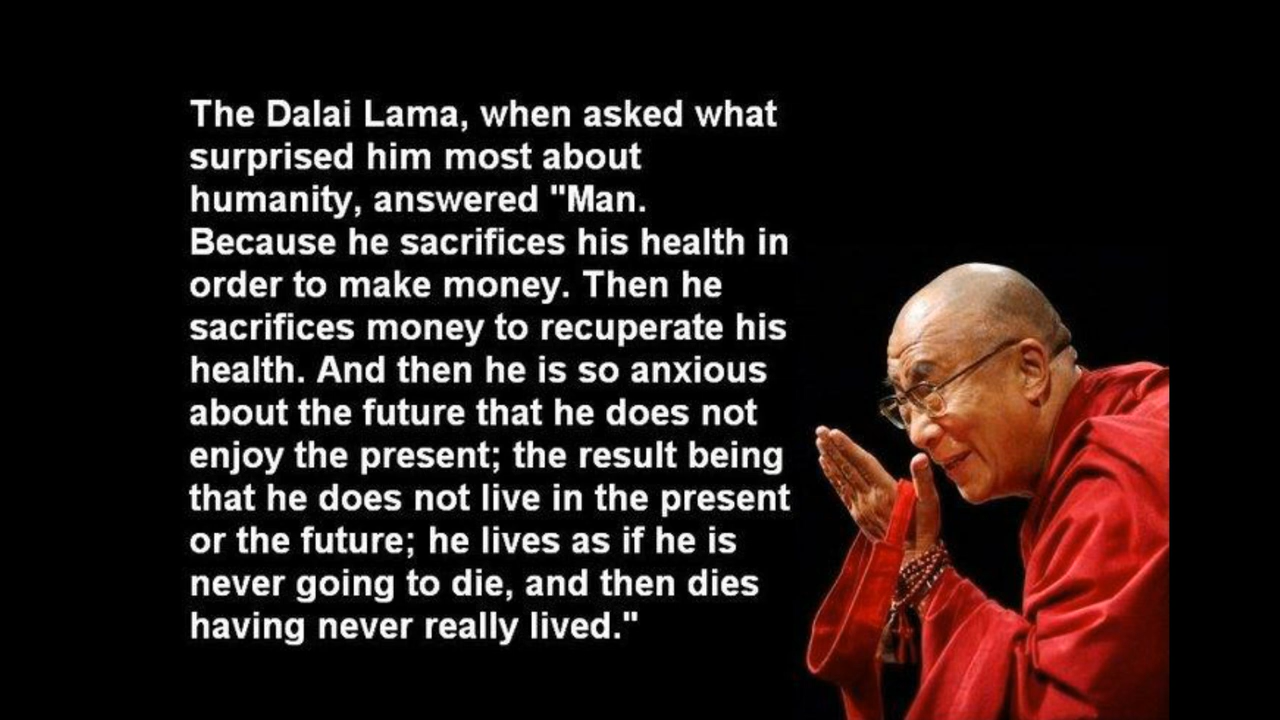 The Dalai Lama, when asked what
surprised him most about
humanity, answered "Man.
Because he sacrifices his health in
order to make money. Then he
sacrifices money to recuperate his
health. And then he is so anxious
about the future that he does not
enjoy the present; the result being
that he does not live in the present
or the future; he lives as if he is
never going to die, and then dies
having never really lived."